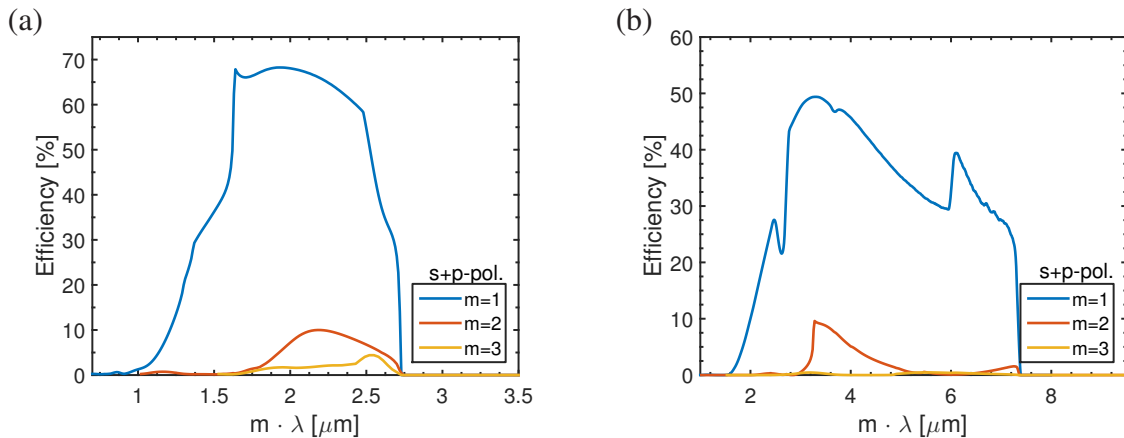 (a)
Efficiency [%]
70
60
50
40
30
20
10
0
1
1.5
2
2.5
3
3.5
m · λ [μm]
s+p-pol.
m=1
m=2
m=3
(b)
Efficiency [%]
60
50
40
30
20
10
0
2
4
6
8
m · λ [μm]
s+p-pol.
m=1
m=2
m=3